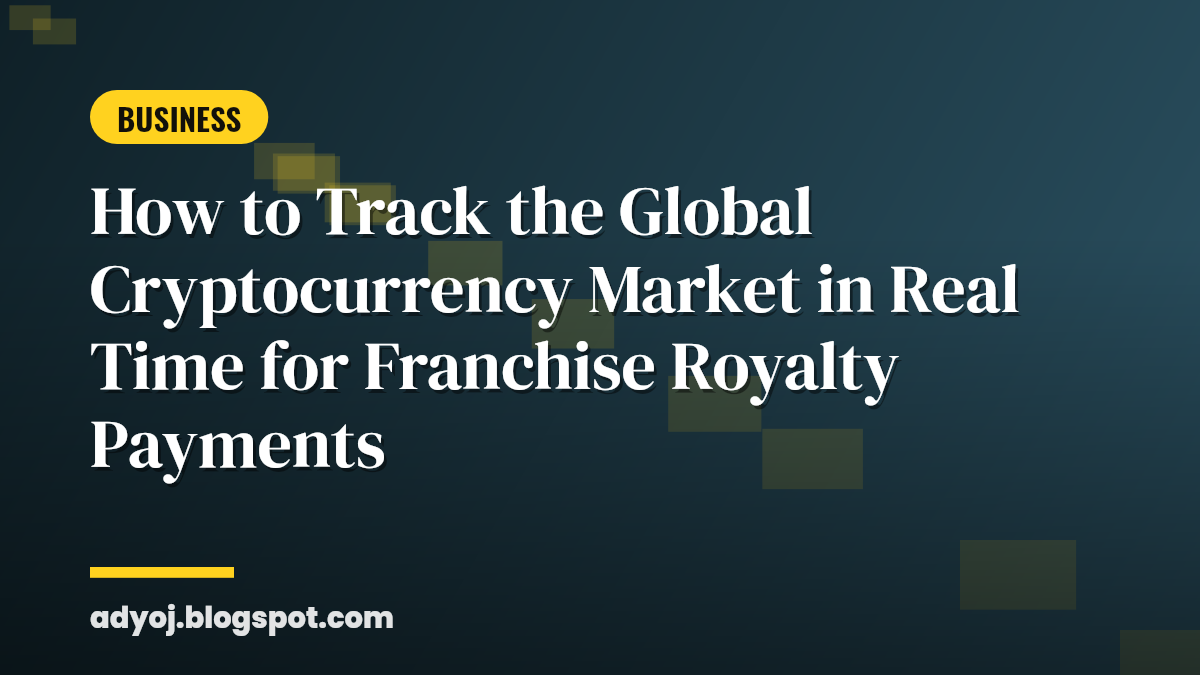 BUSINESS
How to Track the Global
Cryptocurrency Market in Real
Time for Franchise Royalty
Payments
adyoj.blogspot.com